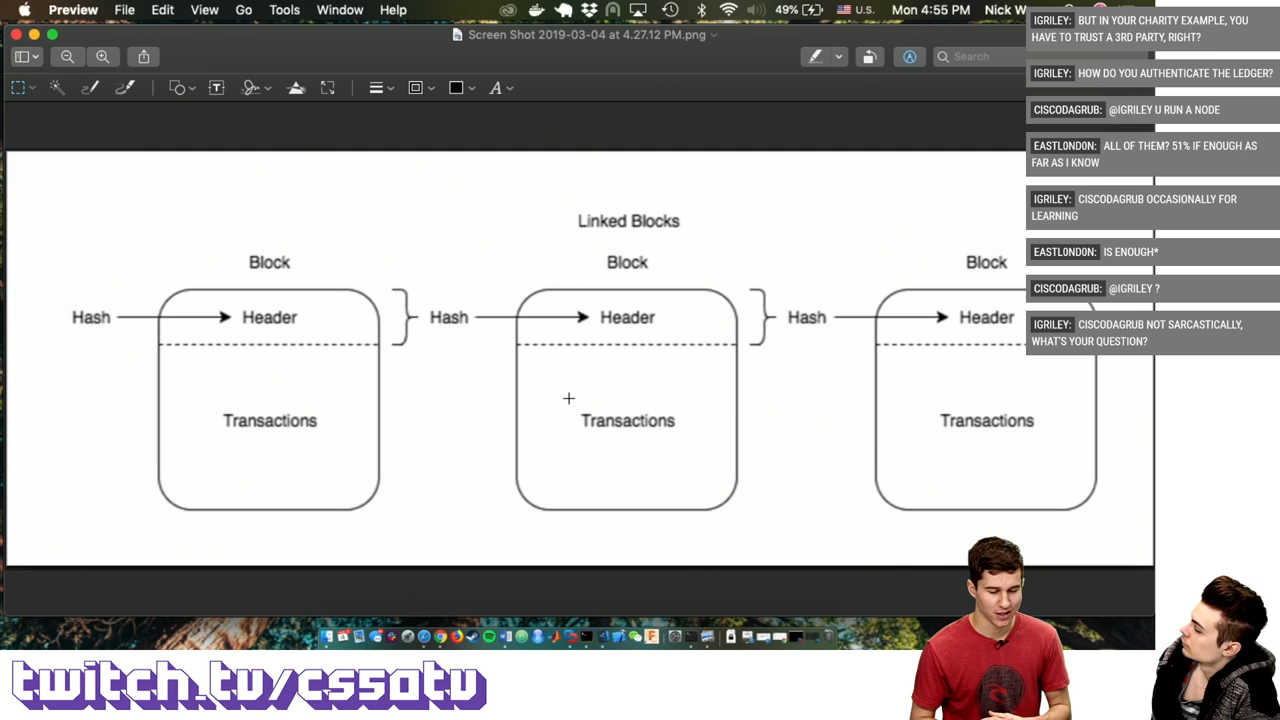 Preview File Edit View Go Tools Window Help
49% U.S. Mon 4:55 PM Nick W
Screen Shot 2019-03-04 at 4.27.12 PM.png
Search
IGRILEY: BUT IN YOUR CHARITY EXAMPLE, YOU
HAVE TO TRUST A 3RD PARTY, RIGHT?
IGRILEY: HOW DO YOU AUTHENTICATE THE LEDGER?
CISCODAGRUB: @IGRILEY U RUN A NODE
EASTL0ND0N: ALL OF THEM? 51% IF ENOUGH AS
FAR AS I KNOW
IGRILEY: CISCODAGRUB OCCASIONALLY FOR
LEARNING
EASTL0ND0N: IS ENOUGH*
CISCODAGRUB: @IGRILEY ?
IGRILEY: CISCODAGRUB NOT SARCASTICALLY,
WHAT'S YOUR QUESTION?
Linked Blocks
Block Block Block
Hash Header Hash Header Hash Header
Transactions Transactions Transactions
twitch.tv/cssatv